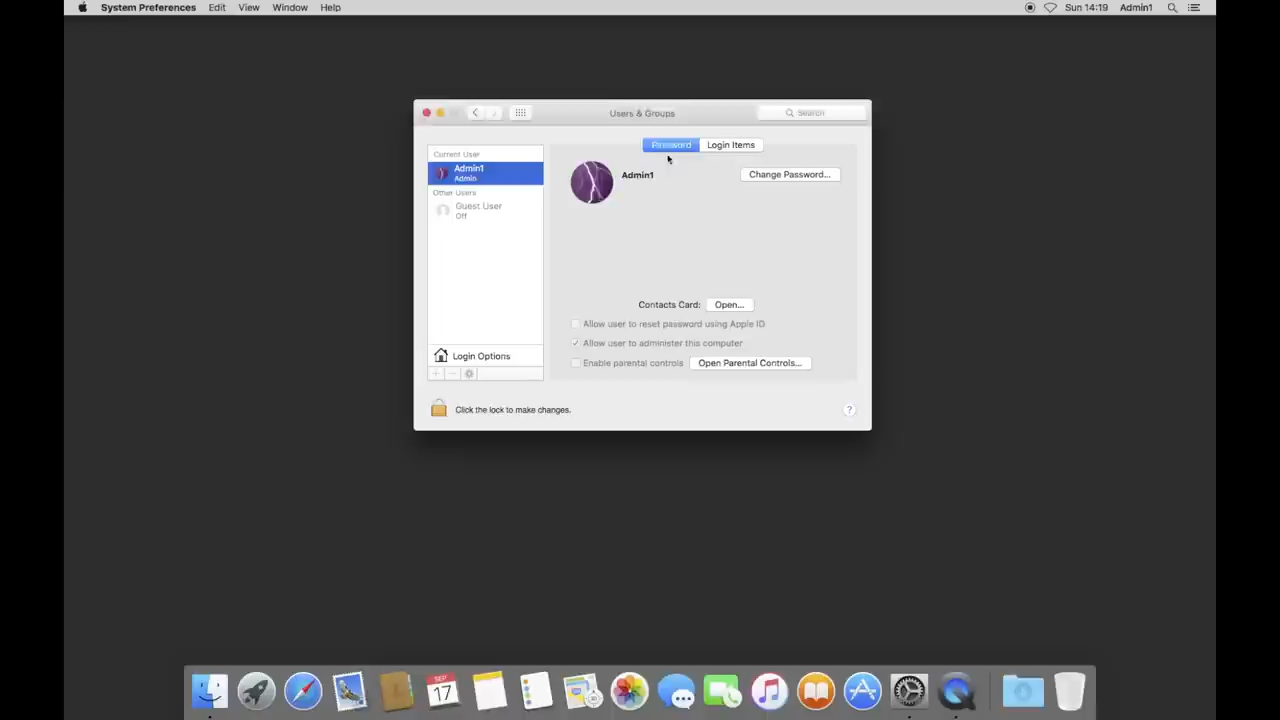 System Preferences Edit View Window Help Sun 14:19 Admin1
Users & Groups Search
Password Login Items
Current User
Admin1
Admin
Other Users
Guest User
Off
Login Options
Admin1 Change Password...
Contacts Card: Open...
Allow user to reset password using Apple ID
Allow user to administer this computer
Enable parental controls Open Parental Controls...
Click the lock to make changes. ?
SEP
17